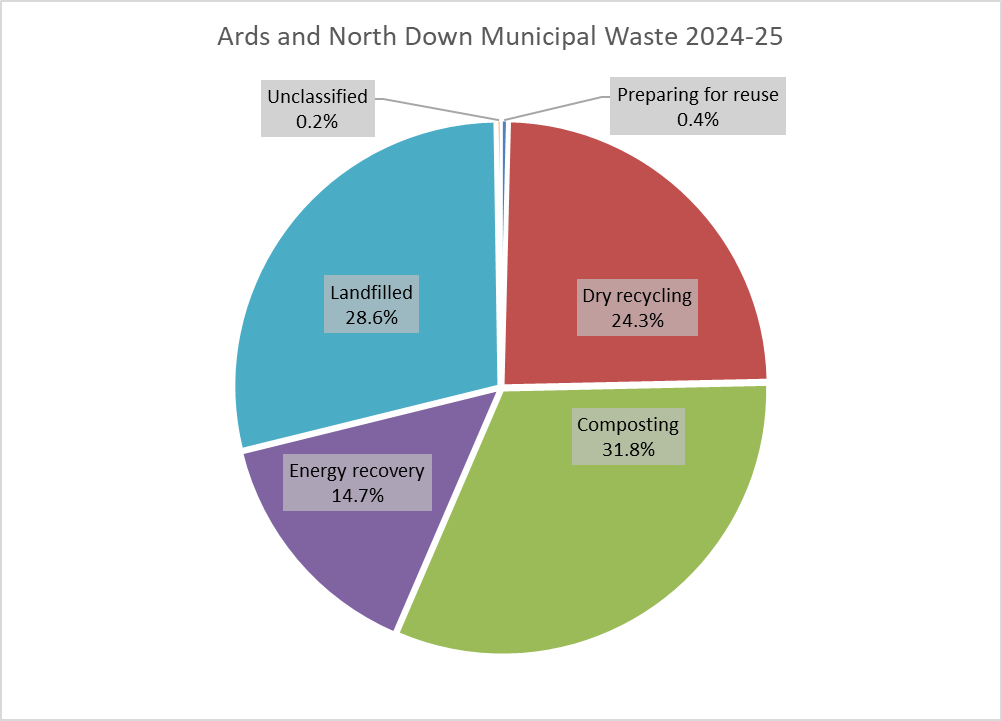 Ards and North Down Municipal Waste 2024-25
Unclassified
0.2%
Preparing for reuse
0.4%
Landfilled
28.6%
Dry recycling
24.3%
Composting
31.8%
Energy recovery
14.7%